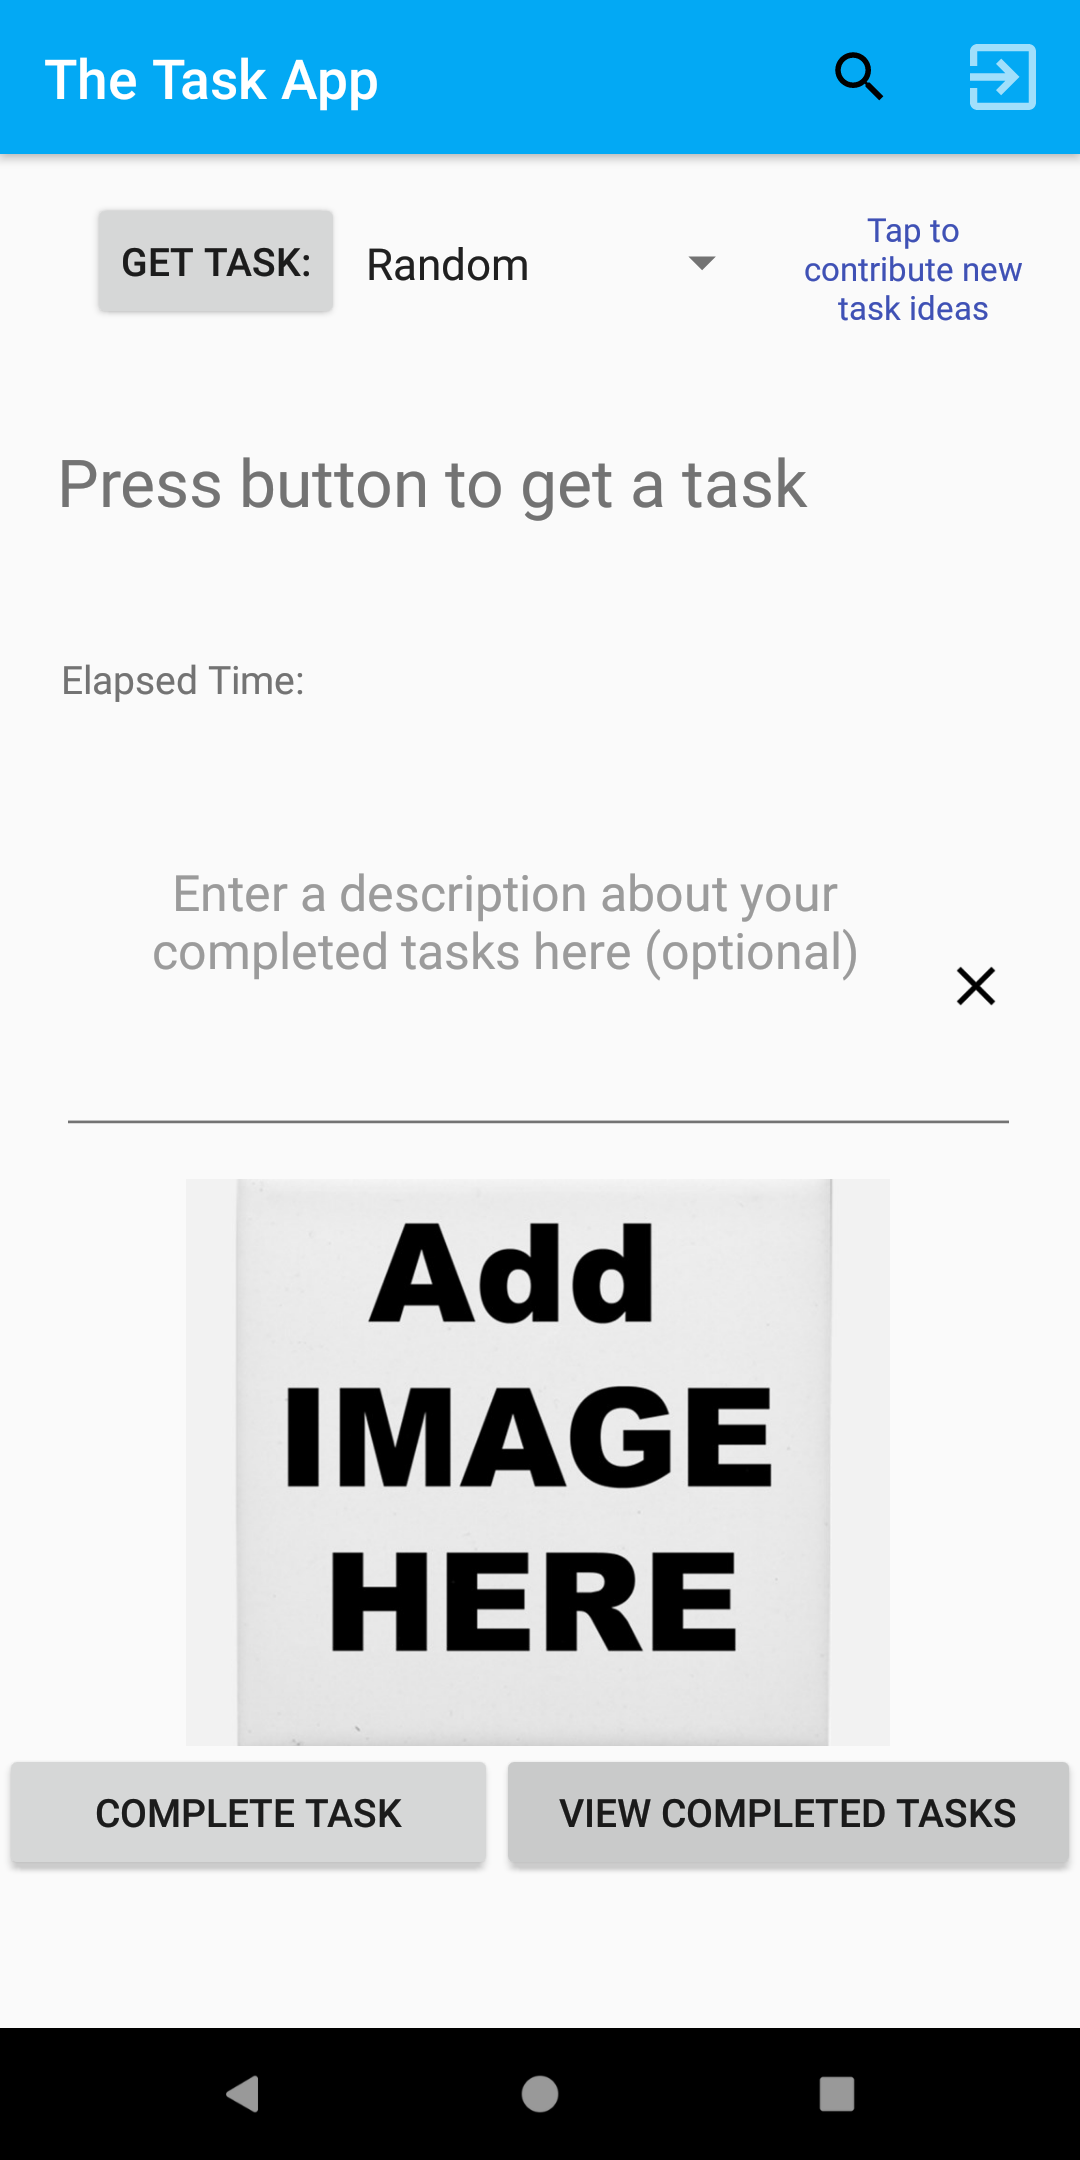 The Task App
GET TASK:
Random
Tap to
contribute new
task ideas
Press button to get a task
Elapsed Time:
Enter a description about your
completed tasks here (optional)
Add
IMAGE
HERE
COMPLETE TASK
VIEW COMPLETED TASKS